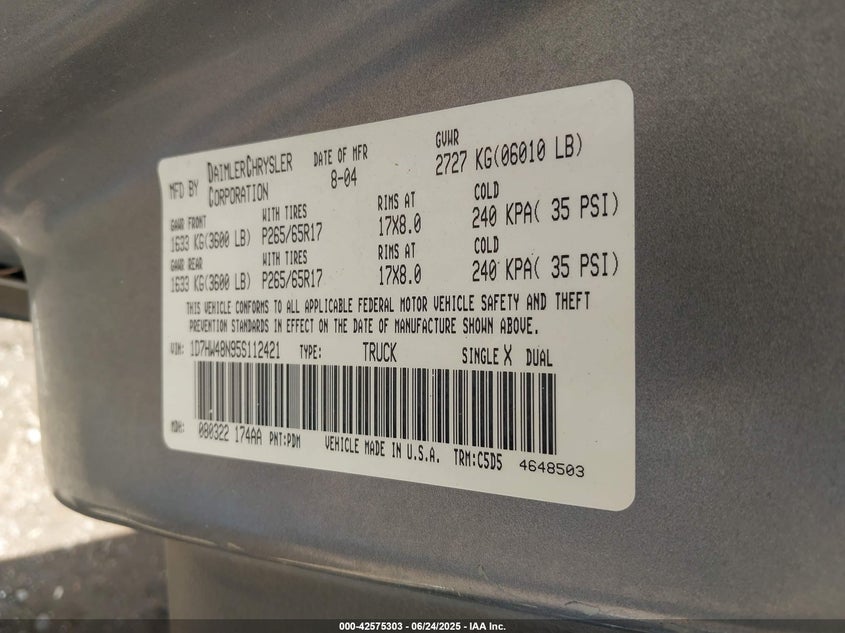 MFD BY DAIMLERCHRYSLER CORPORATION
DATE OF MFR 8-04
GVWR 2727 KG(06010 LB)
GAWR FRONT WITH TIRES RIMS AT COLD
1633 KG(3600 LB) P265/65R17 17X8.0 240 KPA( 35 PSI)
GAWR REAR WITH TIRES RIMS AT COLD
1633 KG(3600 LB) P265/65R17 17X8.0 240 KPA( 35 PSI)
THIS VEHICLE CONFORMS TO ALL APPLICABLE FEDERAL MOTOR VEHICLE SAFETY AND THEFT
PREVENTION STANDARDS IN EFFECT ON THE DATE OF MANUFACTURE SHOWN ABOVE.
VIN: 1D7HW48N95S112421 TYPE: TRUCK SINGLE X DUAL
MDH: 080322 174AA PNT:PDM VEHICLE MADE IN U.S.A. TRM:C5D5 4648503
000-42575303 - 06/24/2025 - IAA Inc.